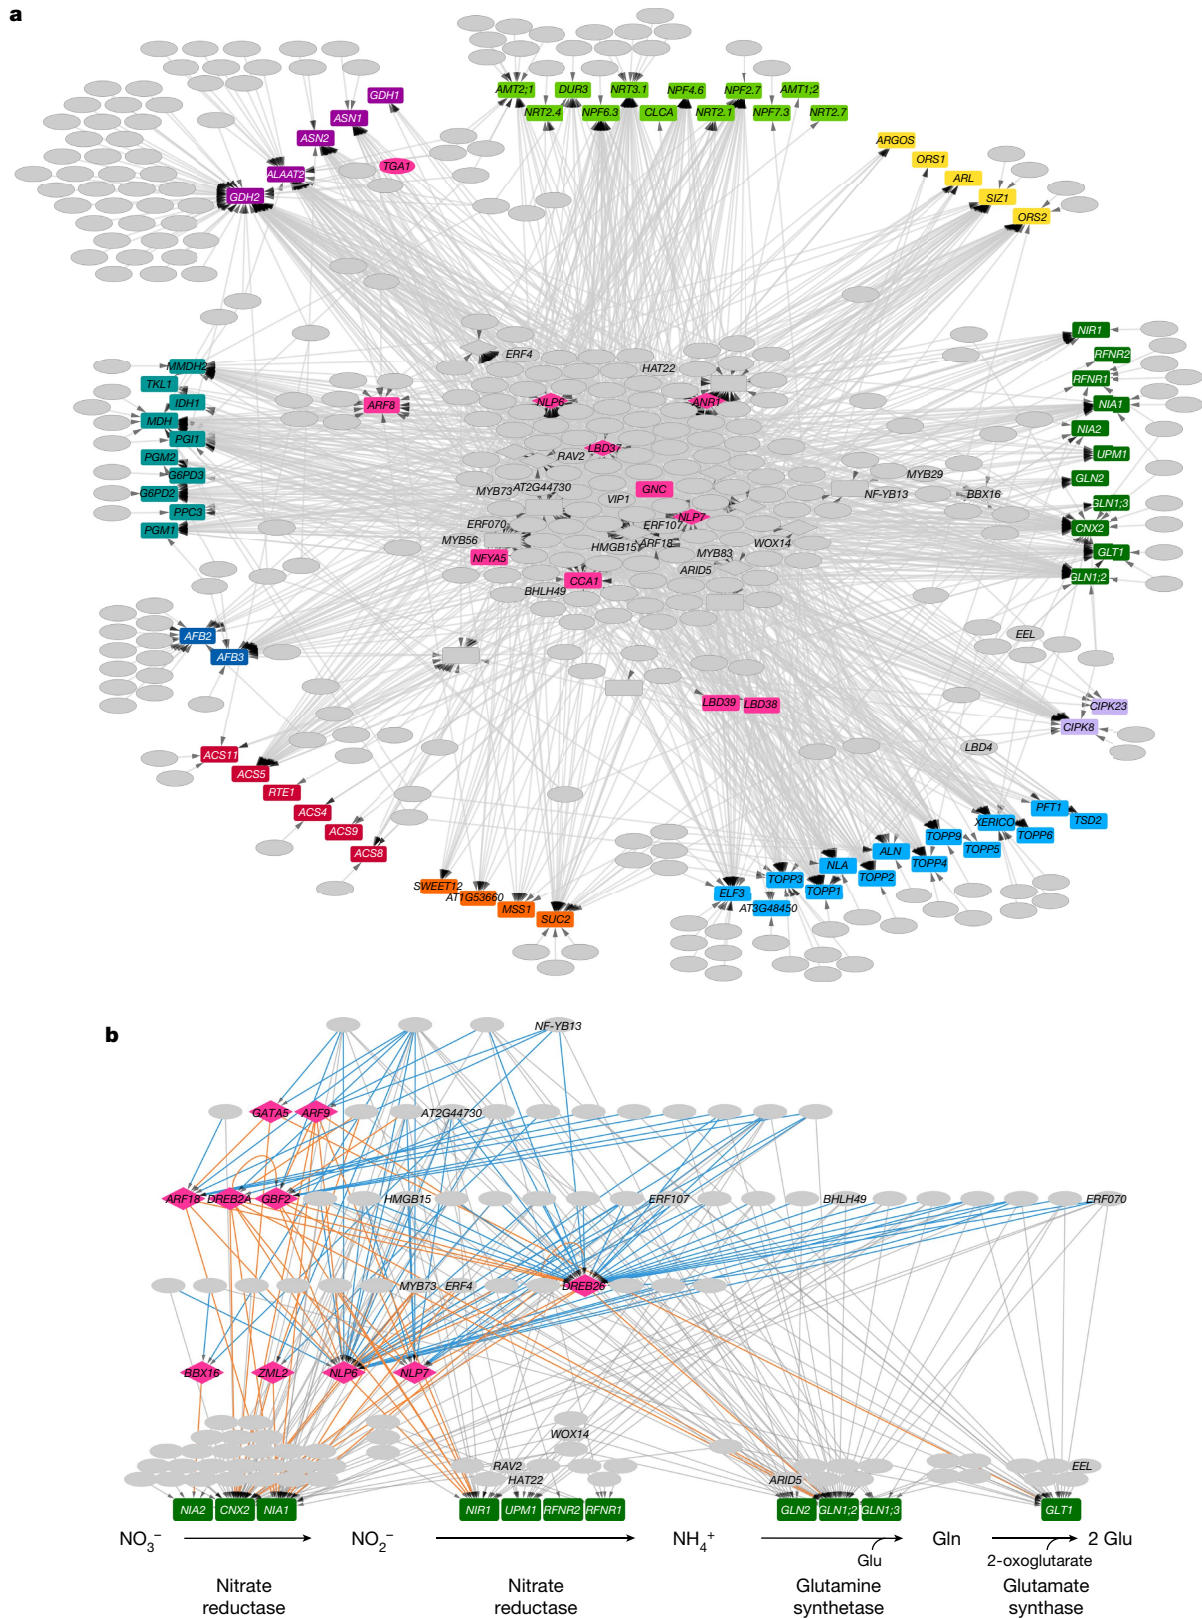 a
AMT2;1
DUR3
NRT3.1
NPF4.6
NPF2.7
AMT1;2
NRT2.4
NPF6.3
CLCA
NRT2.1
NPF7.3
NRT2.7
GDH1
ASN1
ASN2
ALAAT2
GDH2
TGA1
ARGOS
ORS1
ARL
SIZ1
ORS2
MMDH2
TKL1
IDH1
MDH
PGI1
PGM2
G6PD3
G6PD2
PPC3
PGM1
ERF4
HAT22
ARF8
NLP6
ANR1
LBD37
RAV2
MYB73
AT2G44730
VIP1
GNC
NLP7
ERF070
ERF107
MYB56
HMGB15
ARF18
WOX14
NFYA5
MYB83
ARID5
CCA1
BHLH49
MYB29
NF-YB13
BBX16
NIR1
RFNR2
RFNR1
NIA1
NIA2
UPM1
GLN2
GLN1;3
CNX2
GLT1
GLN1;2
AFB2
AFB3
EEL
LBD39
LBD38
CIPK23
CIPK8
LBD4
ACS11
ACS5
RTE1
ACS4
ACS9
ACS8
SWEET12
AT1G53660
MSS1
SUC2
PFT1
TSD2
XERICO
TOPP6
TOPP9
TOPP5
ALN
TOPP4
NLA
TOPP2
TOPP3
TOPP1
ELF3
AT3G48450
b
NF-YB13
GATA5
ARF9
AT2G44730
ARF18
DREB2A
GBF2
HMGB15
ERF107
BHLH49
ERF070
MYB73
ERF4
DREB26
BBX16
ZML2
NLP6
NLP7
WOX14
RAV2
HAT22
ARID5
EEL
NIA2
CNX2
NIA1
NIR1
UPM1
RFNR2
RFNR1
GLN2
GLN1;2
GLN1;3
GLT1
NO₃⁻
NO₂⁻
NH₄⁺
Gln
2 Glu
Glu
2-oxoglutarate
Nitrate
reductase
Nitrate
reductase
Glutamine
synthetase
Glutamate
synthase